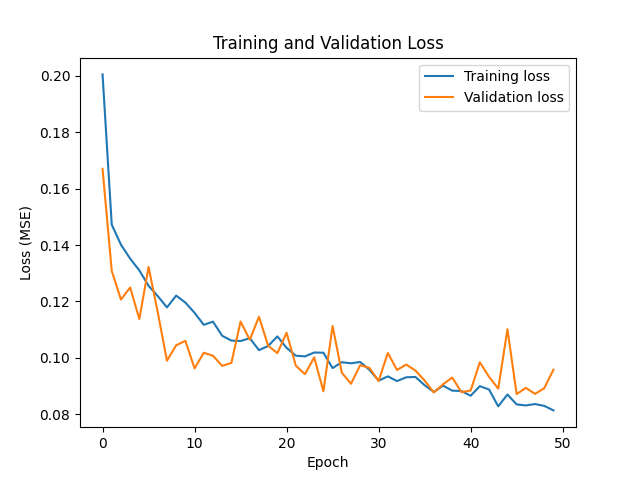 Training and Validation Loss
Training loss
Validation loss
Loss (MSE)
0.20
0.18
0.16
0.14
0.12
0.10
0.08
0
10
20
30
40
50
Epoch